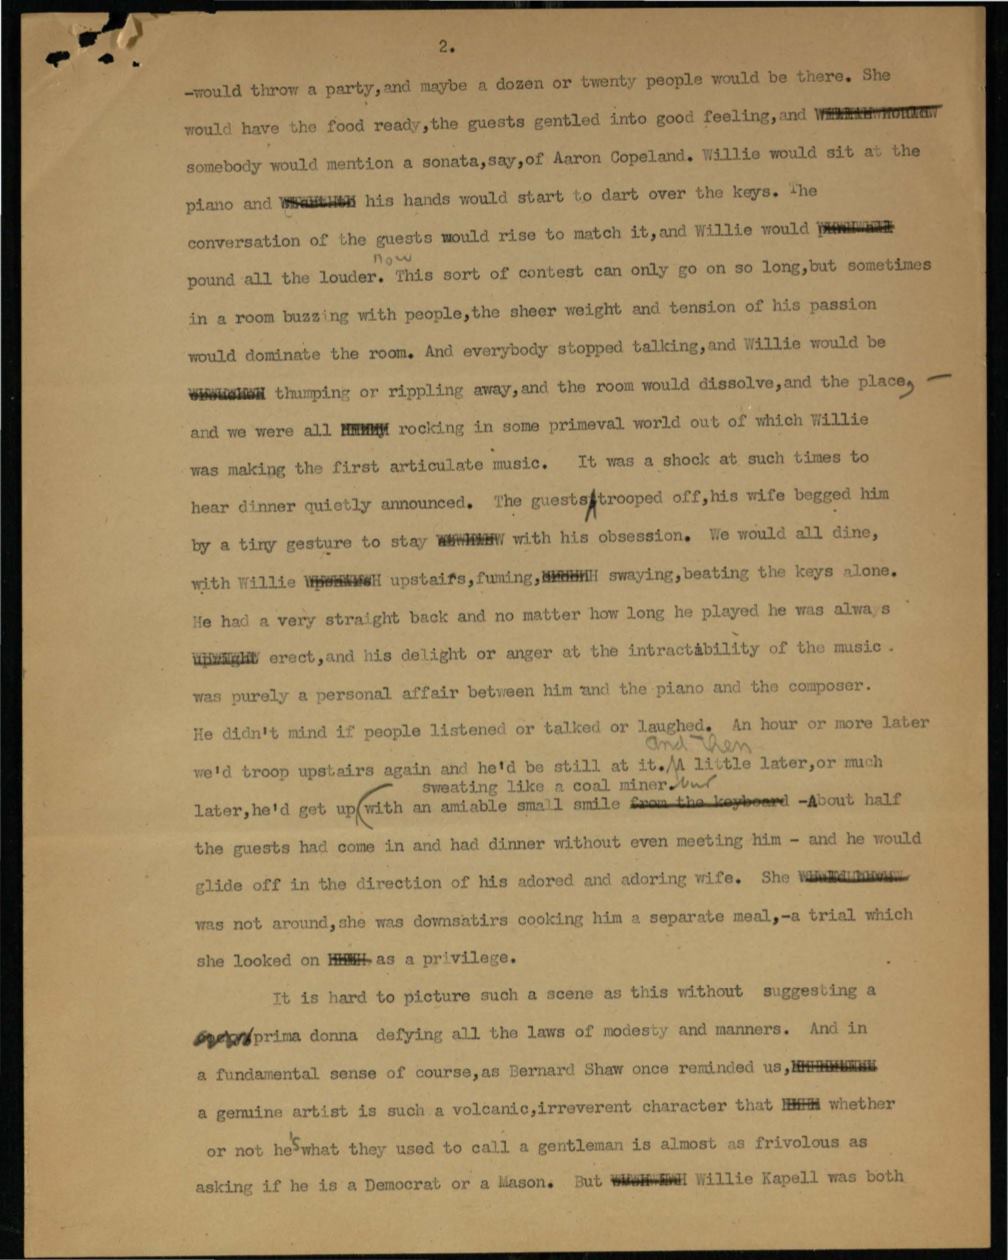 2.
-would throw a party,and maybe a dozen or twenty people would be there. She
would have the food ready,the guests gentled into good feeling,and
somebody would mention a sonata,say,of Aaron Copeland. Willie would sit at the
piano and his hands would start to dart over the keys. The
conversation of the guests would rise to match it,and Willie would
now
pound all the louder. This sort of contest can only go on so long,but sometimes
in a room buzzing with people,the sheer weight and tension of his passion
would dominate the room. And everybody stopped talking,and Willie would be
thumping or rippling away,and the room would dissolve,and the place, —
and we were all rocking in some primeval world out of which Willie
was making the first articulate music. It was a shock at such times to
hear dinner quietly announced. The guests trooped off,his wife begged him
by a tiny gesture to stay with his obsession. We would all dine,
with Willie upstairs,fuming, swaying,beating the keys alone.
He had a very straight back and no matter how long he played he was alwa s
upright erect,and his delight or anger at the intractibility of the music .
was purely a personal affair between him and the piano and the composer.
He didn't mind if people listened or talked or laughed. An hour or more later
and then
we'd troop upstairs again and he'd be still at it. A little later,or much
sweating like a coal miner. but
later,he'd get up(with an amiable small smile from the keyboard -About half
the guests had come in and had dinner without even meeting him - and he would
glide off in the direction of his adored and adoring wife. She
was not around,she was downsatirs cooking him a separate meal,-a trial which
she looked on as a privilege.
It is hard to picture such a scene as this without suggesting a
prima donna defying all the laws of modesty and manners. And in
a fundamental sense of course,as Bernard Shaw once reminded us,
a genuine artist is such a volcanic,irreverent character that whether
or not he's what they used to call a gentleman is almost as frivolous as
asking if he is a Democrat or a Mason. But Willie Kapell was both